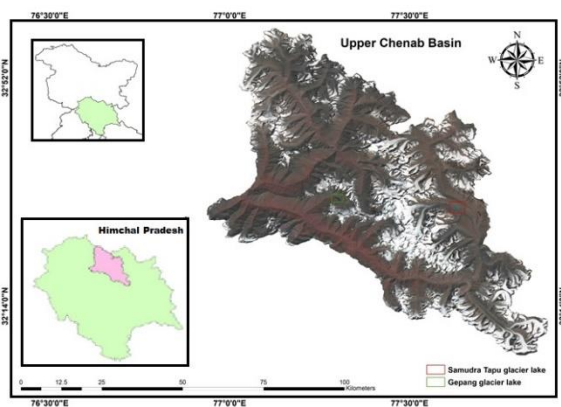 76°30'0"E 77°0'0"E 77°30'0"E
Upper Chenab Basin
N
W E
S
32°52'0"N
Himchal Pradesh
32°14'0"N
0 12.5 25 50 75 100
Kilometers
Samudra Tapu glacier lake
Gepang glacier lake
76°30'0"E 77°0'0"E 77°30'0"E